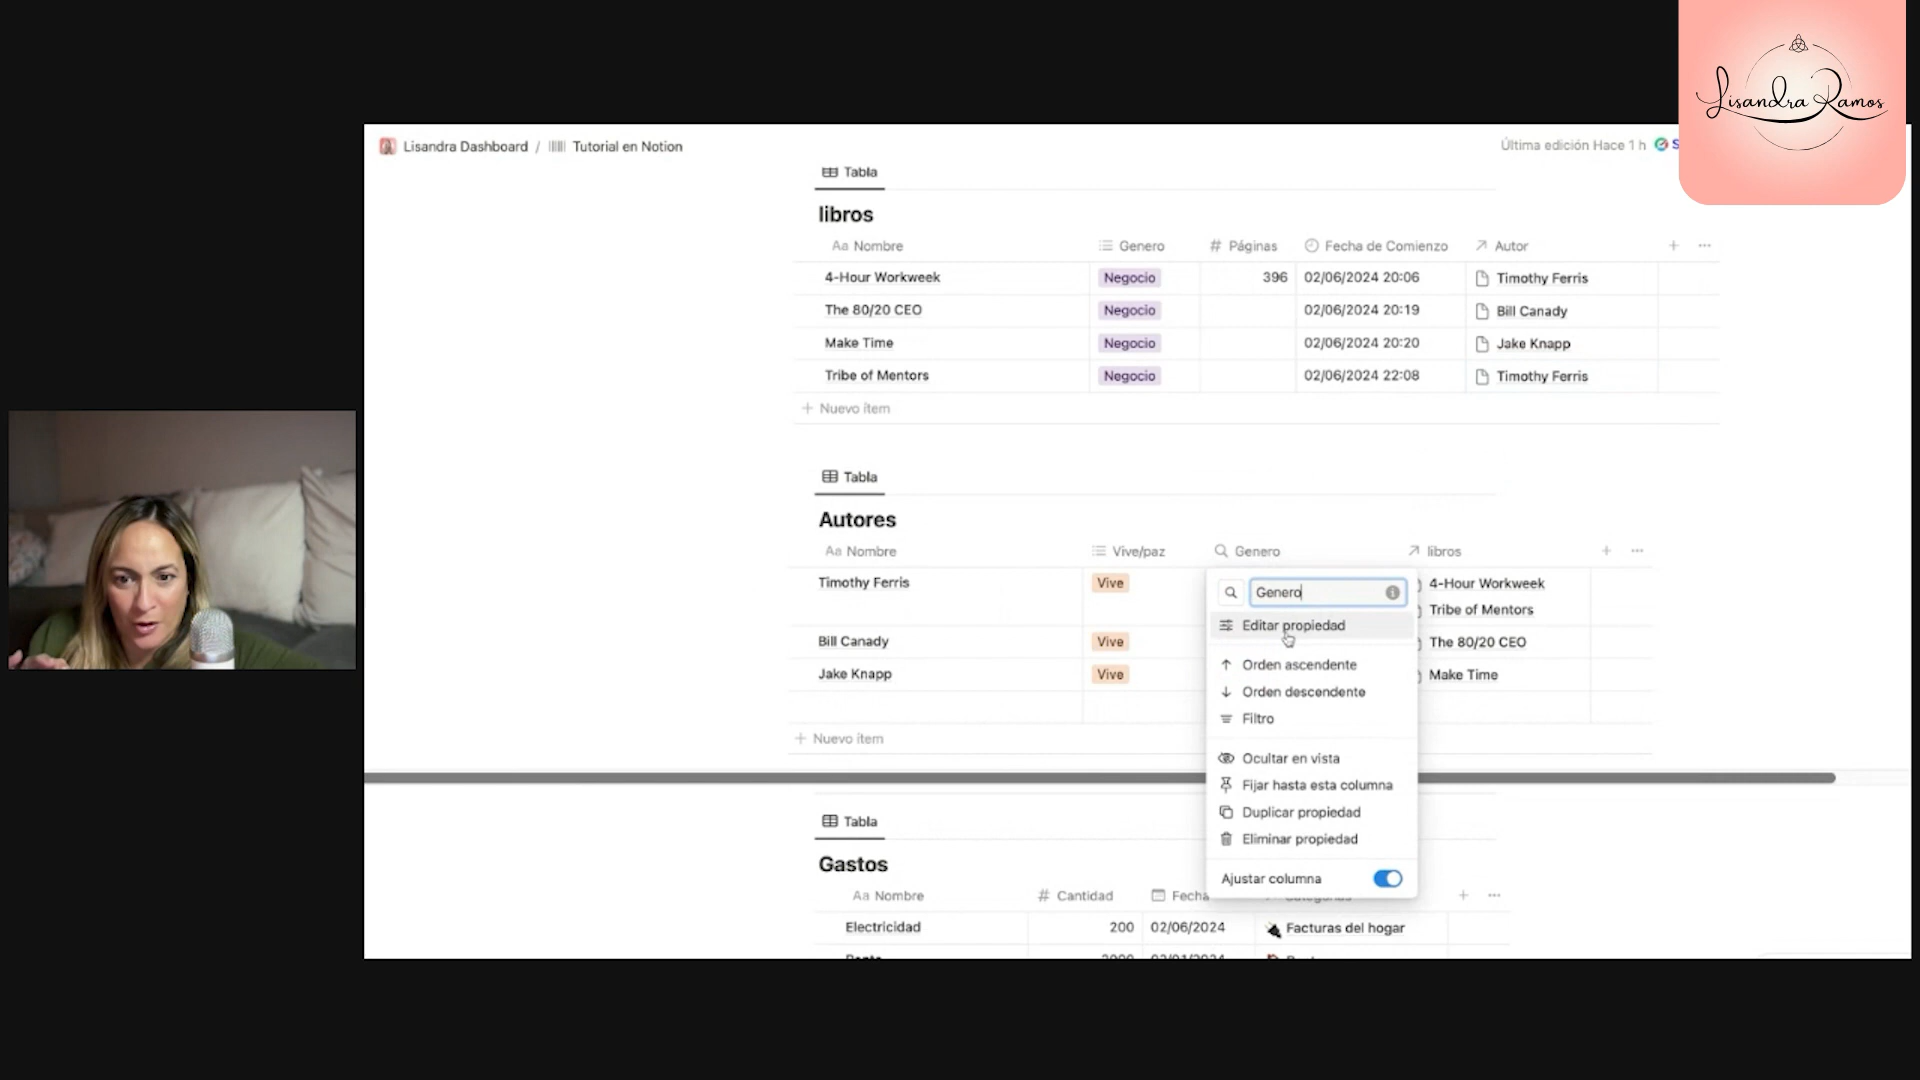 Lisandra Ramos
Lisandra Dashboard / Tutorial en Notion
Última edición Hace 1 h
Tabla
libros
Aa Nombre Genero # Páginas Fecha de Comienzo Autor
4-Hour Workweek Negocio 396 02/06/2024 20:06 Timothy Ferris
The 80/20 CEO Negocio 02/06/2024 20:19 Bill Canady
Make Time Negocio 02/06/2024 20:20 Jake Knapp
Tribe of Mentors Negocio 02/06/2024 22:08 Timothy Ferris
+ Nuevo ítem
Tabla
Autores
Aa Nombre Vive/paz Genero libros
Timothy Ferris Vive 4-Hour Workweek
Tribe of Mentors
Bill Canady Vive The 80/20 CEO
Jake Knapp Vive Make Time
+ Nuevo ítem
Genero
Editar propiedad
Orden ascendente
Orden descendente
Filtro
Ocultar en vista
Fijar hasta esta columna
Duplicar propiedad
Eliminar propiedad
Ajustar columna
Tabla
Gastos
Aa Nombre # Cantidad Fecha
Electricidad 200 02/06/2024 Facturas del hogar